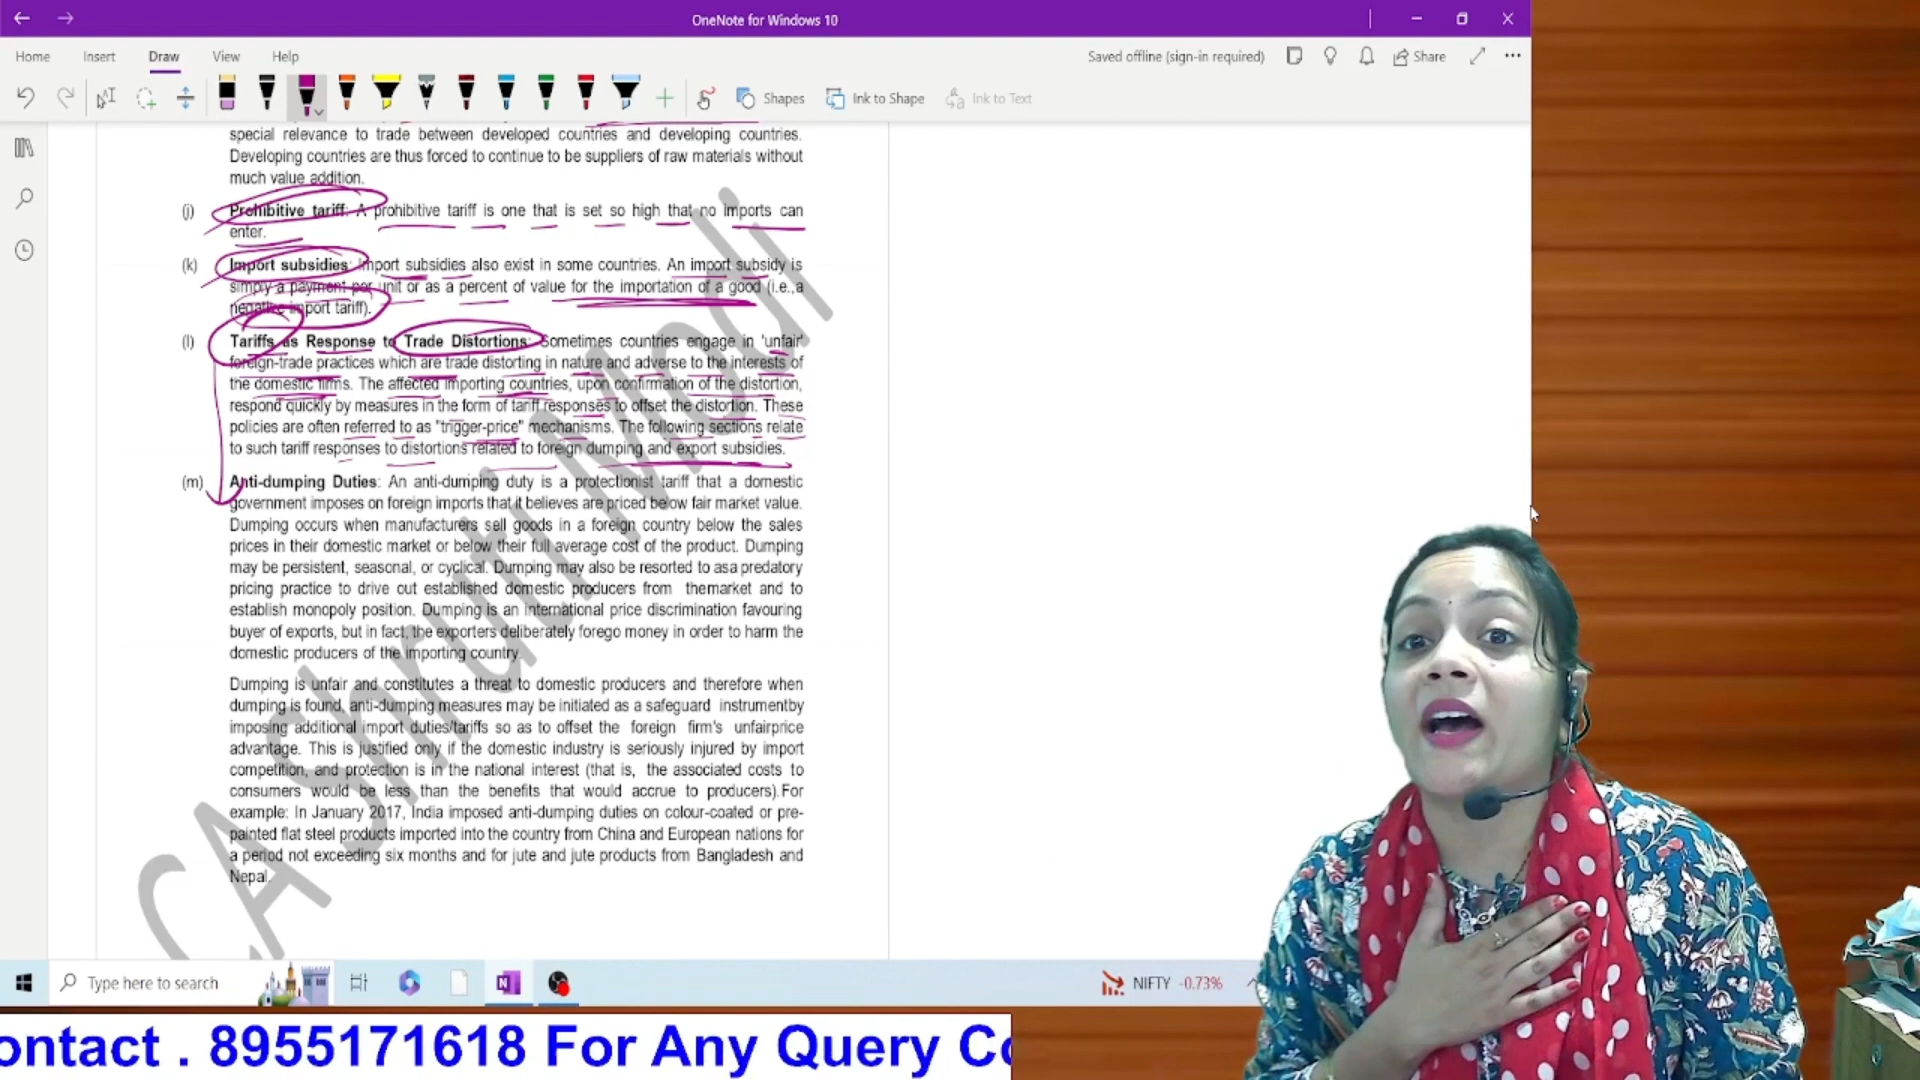 OneNote for Windows 10
Home Insert Draw View Help Saved offline (sign-in required) Share
Shapes Ink to Shape Ink to Text
special relevance to trade between developed countries and developing countries.
Developing countries are thus forced to continue to be suppliers of raw materials without
much value addition.
(j) Prohibitive tariff: A prohibitive tariff is one that is set so high that no imports can
enter.
(k) Import subsidies: Import subsidies also exist in some countries. An import subsidy is
simply a payment per unit or as a percent of value for the importation of a good (i.e.,a
negative import tariff).
(l) Tariffs as Response to Trade Distortions: Sometimes countries engage in 'unfair'
foreign-trade practices which are trade distorting in nature and adverse to the interests of
the domestic firms. The affected importing countries, upon confirmation of the distortion,
respond quickly by measures in the form of tariff responses to offset the distortion. These
policies are often referred to as "trigger-price" mechanisms. The following sections relate
to such tariff responses to distortions related to foreign dumping and export subsidies.
(m) Anti-dumping Duties: An anti-dumping duty is a protectionist tariff that a domestic
government imposes on foreign imports that it believes are priced below fair market value.
Dumping occurs when manufacturers sell goods in a foreign country below the sales
prices in their domestic market or below their full average cost of the product. Dumping
may be persistent, seasonal, or cyclical. Dumping may also be resorted to asa predatory
pricing practice to drive out established domestic producers from themarket and to
establish monopoly position. Dumping is an international price discrimination favouring
buyer of exports, but in fact, the exporters deliberately forego money in order to harm the
domestic producers of the importing country.
Dumping is unfair and constitutes a threat to domestic producers and therefore when
dumping is found, anti-dumping measures may be initiated as a safeguard instrumentby
imposing additional import duties/tariffs so as to offset the foreign firm's unfairprice
advantage. This is justified only if the domestic industry is seriously injured by import
competition, and protection is in the national interest (that is, the associated costs to
consumers would be less than the benefits that would accrue to producers).For
example: In January 2017, India imposed anti-dumping duties on colour-coated or pre-
painted flat steel products imported into the country from China and European nations for
a period not exceeding six months and for jute and jute products from Bangladesh and
Nepal.
CA Shruti Modi
Type here to search NIFTY -0.73%
ontact . 8955171618 For Any Query Co